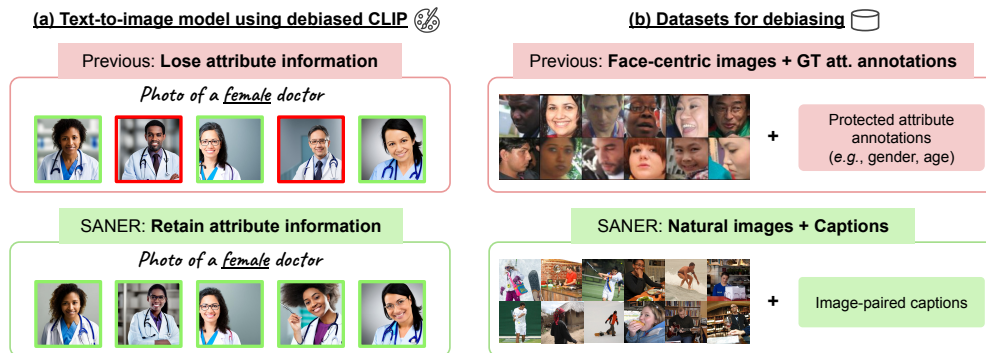 (a) Text-to-image model using debiased CLIP
Previous: Lose attribute information
Photo of a female doctor
SANER: Retain attribute information
Photo of a female doctor
(b) Datasets for debiasing
Previous: Face-centric images + GT att. annotations
+
Protected attribute
annotations
(e.g., gender, age)
SANER: Natural images + Captions
+
Image-paired captions